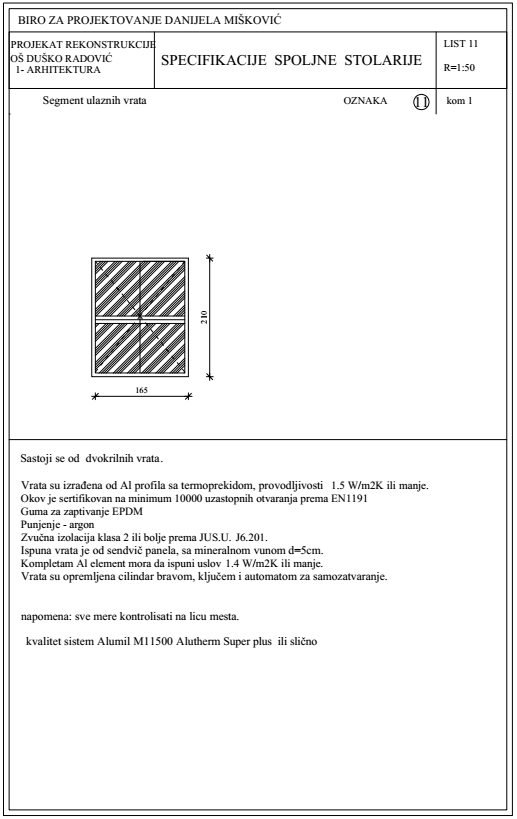 BIRO ZA PROJEKTOVANJE DANIJELA MIŠKOVIĆ
PROJEKAT REKONSTRUKCIJE
OŠ DUŠKO RADOVIĆ
1- ARHITEKTURA
SPECIFIKACIJE SPOLJNE STOLARIJE
LIST 11
R=1:50
Segment ulaznih vrata
OZNAKA 11
kom 1
210
165
Sastoji se od dvokrilnih vrata.
Vrata su izrađena od Al profila sa termoprekidom, provodljivosti 1.5 W/m2K ili manje.
Okov je sertifikovan na minimum 10000 uzastopnih otvaranja prema EN1191
Guma za zaptivanje EPDM
Punjenje - argon
Zvučna izolacija klasa 2 ili bolje prema JUS.U. J6.201.
Ispuna vrata je od sendvič panela, sa mineralnom vunom d=5cm.
Kompletam Al element mora da ispuni uslov 1.4 W/m2K ili manje.
Vrata su opremljena cilindar bravom, ključem i automatom za samozatvaranje.
napomena: sve mere kontrolisati na licu mesta.
kvalitet sistem Alumil M11500 Alutherm Super plus ili slično